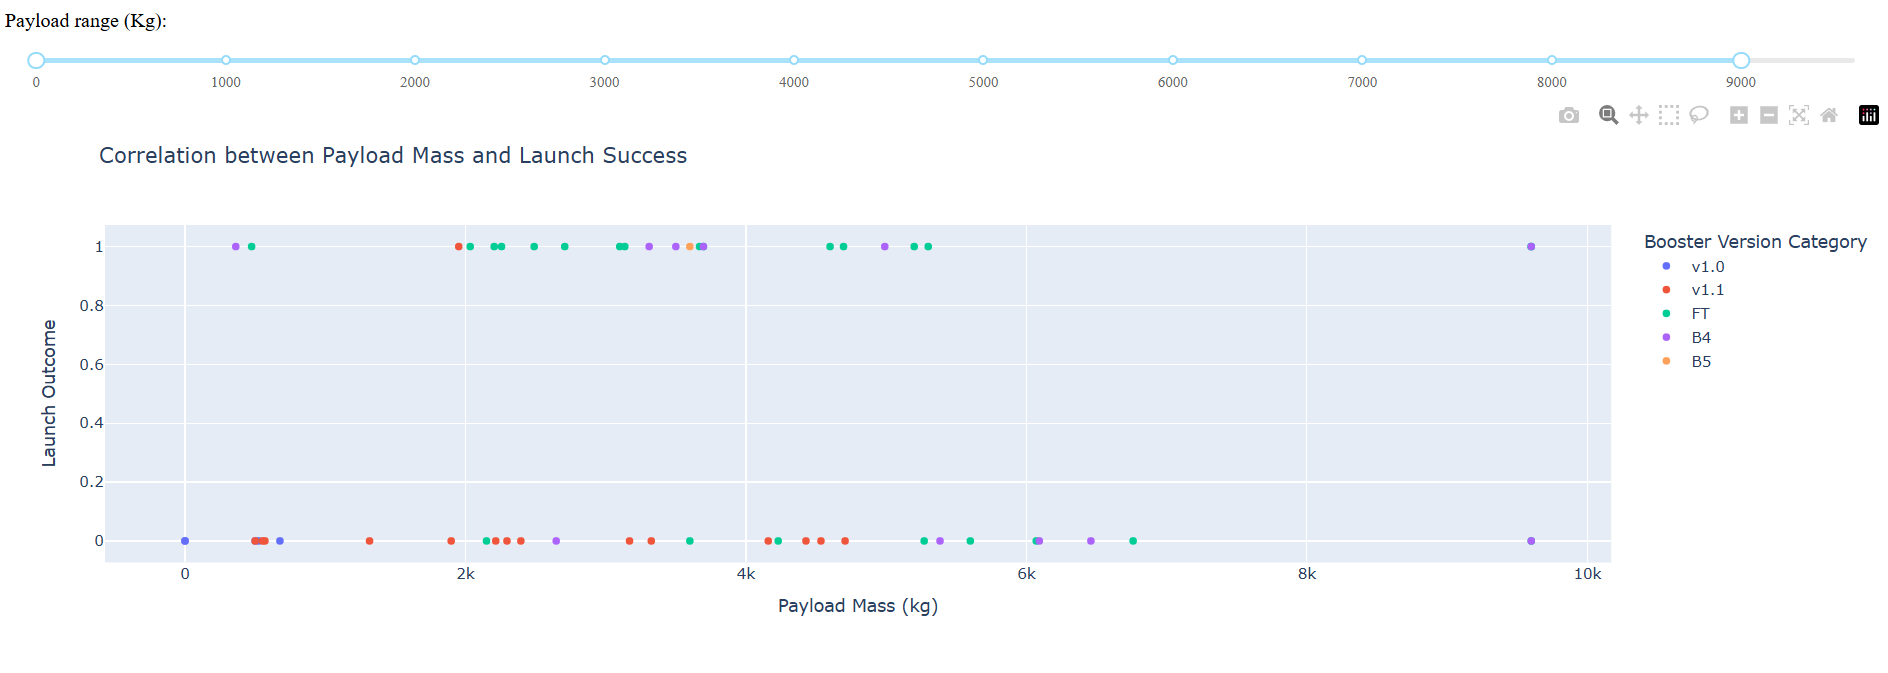 Payload range (Kg):
0 1000 2000 3000 4000 5000 6000 7000 8000 9000
Correlation between Payload Mass and Launch Success
Booster Version Category
v1.0
v1.1
FT
B4
B5
1
0.8
0.6
0.4
0.2
0
Launch Outcome
0 2k 4k 6k 8k 10k
Payload Mass (kg)